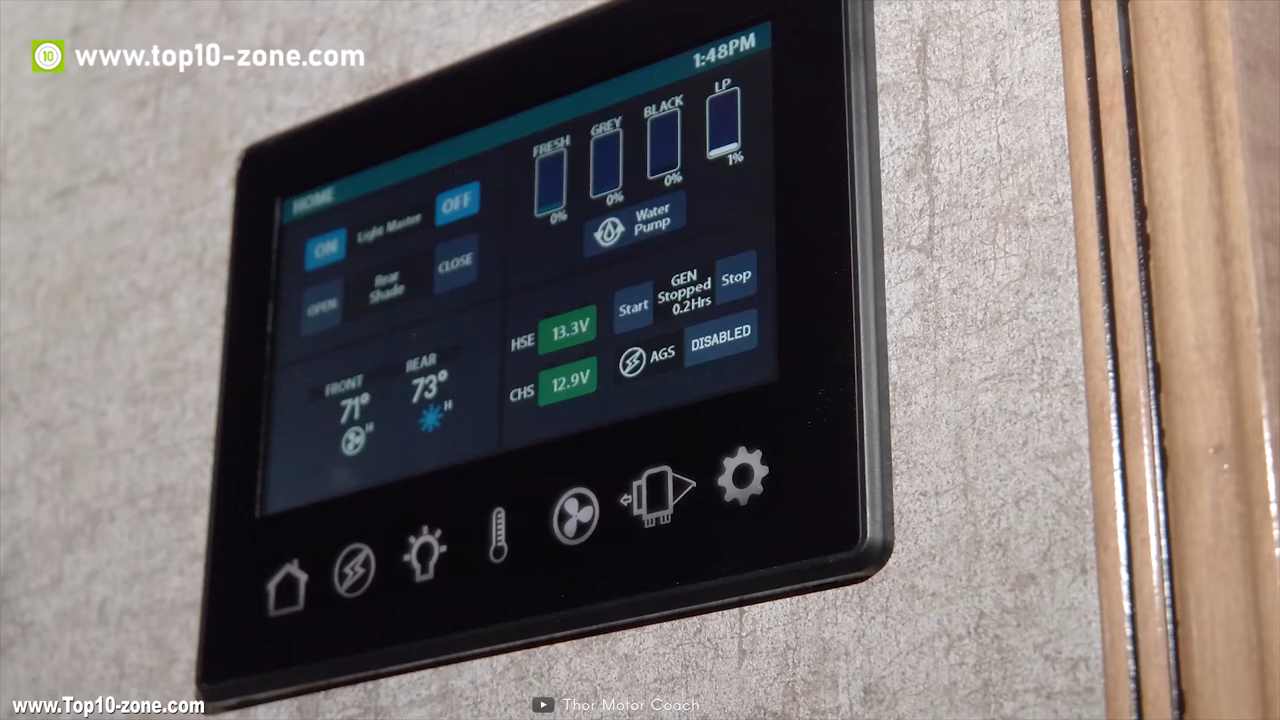 10 www.top10-zone.com
1:48PM
HOME
ON
Light Master
OFF
OPEN
Rear
Shade
CLOSE
FRONT
71°
H
REAR
73°
H
FRESH
0%
GREY
0%
BLACK
0%
LP
1%
Water
Pump
HSE 13.3V
CHS 12.9V
Start
GEN
Stopped
0.2Hrs
Stop
AGS
DISABLED
www.Top10-zone.com
Thor Motor Coach